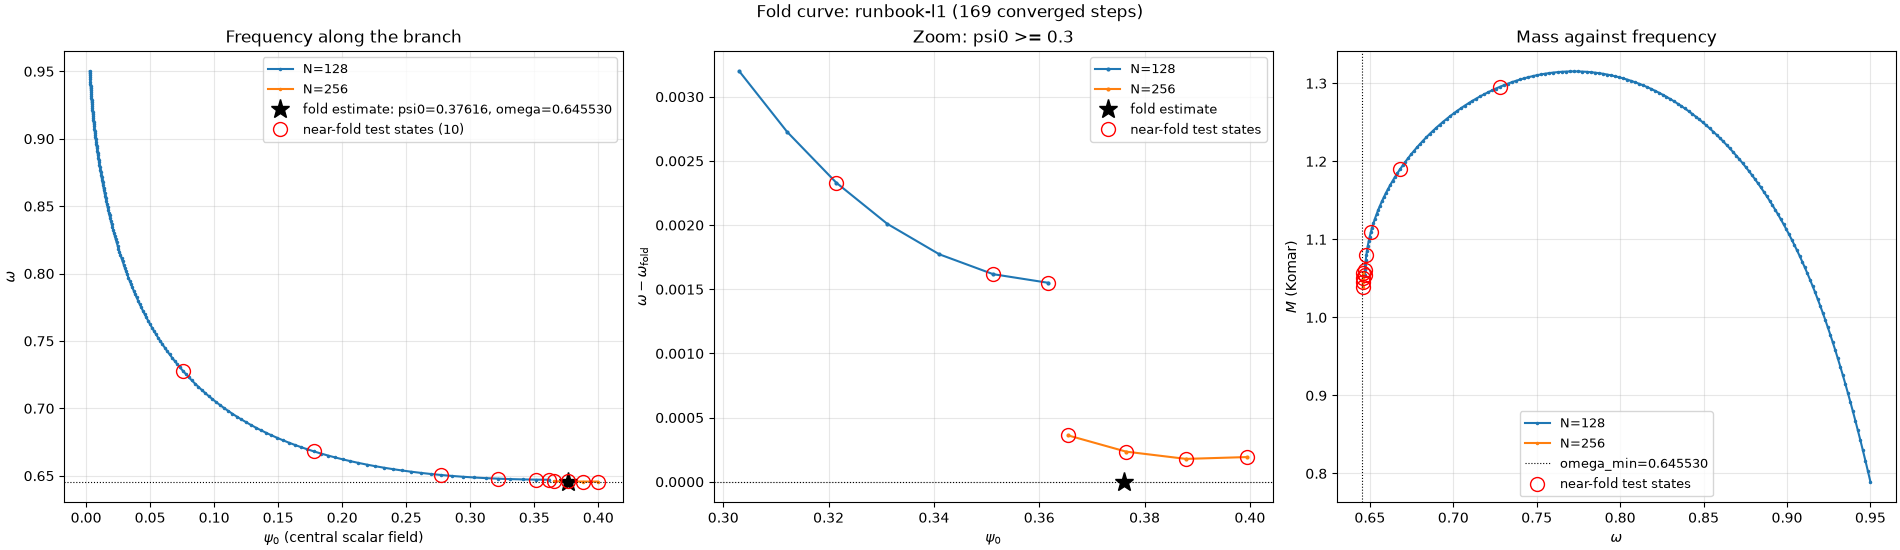 Fold curve: runbook-l1 (169 converged steps)
Frequency along the branch
ω
0.95
0.90
0.85
0.80
0.75
0.70
0.65
0.00 0.05 0.10 0.15 0.20 0.25 0.30 0.35 0.40
ψ₀ (central scalar field)
N=128
N=256
fold estimate: psi0=0.37616, omega=0.645530
near-fold test states (10)
Zoom: psi0 >= 0.3
ω − ω_fold
0.0030
0.0025
0.0020
0.0015
0.0010
0.0005
0.0000
0.30 0.32 0.34 0.36 0.38 0.40
ψ₀
N=128
N=256
fold estimate
near-fold test states
Mass against frequency
M (Komar)
1.3
1.2
1.1
1.0
0.9
0.8
0.65 0.70 0.75 0.80 0.85 0.90 0.95
ω
N=128
N=256
omega_min=0.645530
near-fold test states